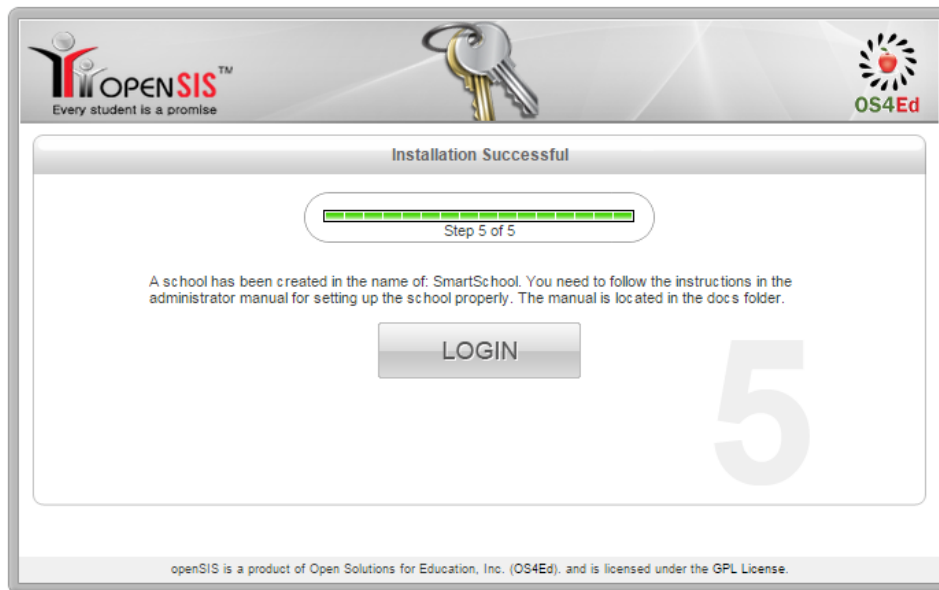 OPENSIS™
Every student is a promise
OS4Ed
Installation Successful
Step 5 of 5
A school has been created in the name of: SmartSchool. You need to follow the instructions in the
administrator manual for setting up the school properly. The manual is located in the docs folder.
LOGIN
5
openSIS is a product of Open Solutions for Education, Inc. (OS4Ed). and is licensed under the GPL License.